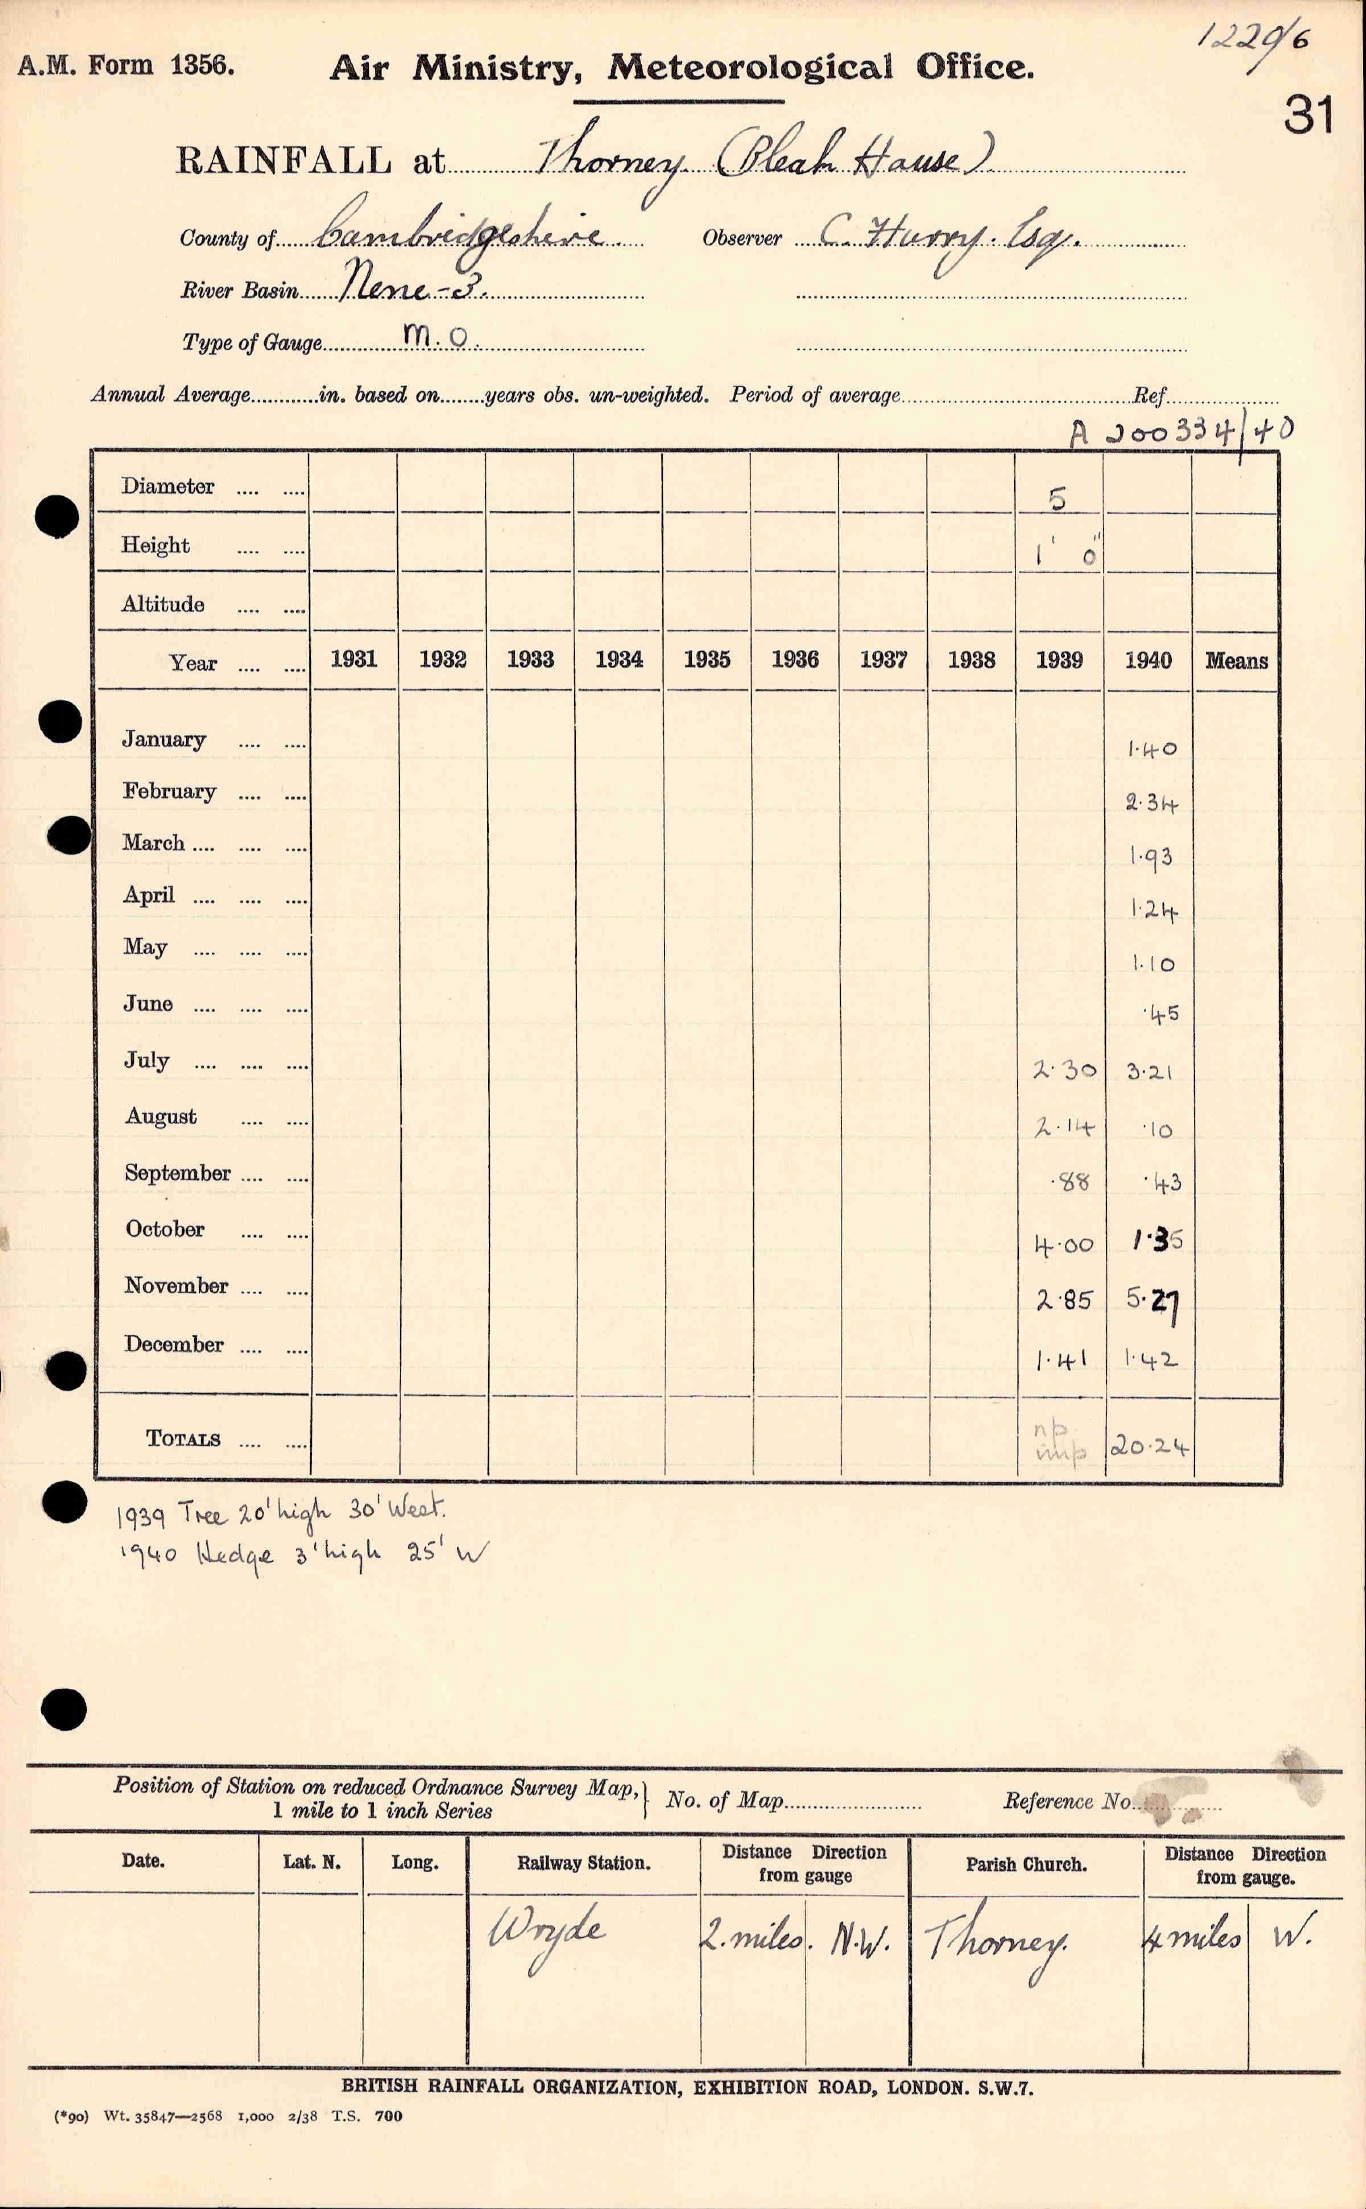 1220/6
A.M. Form 1356. Air Ministry, Meteorological Office.
31
RAINFALL at Thorney (Bleak House)
County of Cambridgeshire. Observer C. Hurry. Esq.
River Basin Nene-3.
Type of Gauge M.O.
Annual Average............in. based on........years obs. un-weighted. Period of average............Ref............
A 200334/40
Diameter .... .... 5
Height .... .... 1' 0"
Altitude .... ....
Year .... .... 1931 1932 1933 1934 1935 1936 1937 1938 1939 1940 Means
January .... .... 1.40
February .... .... 2.34
March .... .... .... 1.93
April .... .... .... 1.24
May .... .... .... 1.10
June .... .... .... .45
July .... .... .... 2.30 3.21
August .... .... 2.14 .10
September .... .... .88 .43
October .... .... 4.00 1.35
November .... .... 2.85 5.27
December .... .... 1.41 1.42
np
TOTALS .... .... imp 20.24
1939 Tree 20' high 30' West.
1940 Hedge 3' high 25' W
Position of Station on reduced Ordnance Survey Map,} No. of Map............ Reference No............
1 mile to 1 inch Series
Date. Lat. N. Long. Railway Station. Distance Direction from gauge Parish Church. Distance Direction from gauge.
Wryde 2. miles. N.W. Thorney. 4 miles W.
BRITISH RAINFALL ORGANIZATION, EXHIBITION ROAD, LONDON. S.W.7.
(*90) Wt. 35847—2568 1,000 2/38 T.S. 700